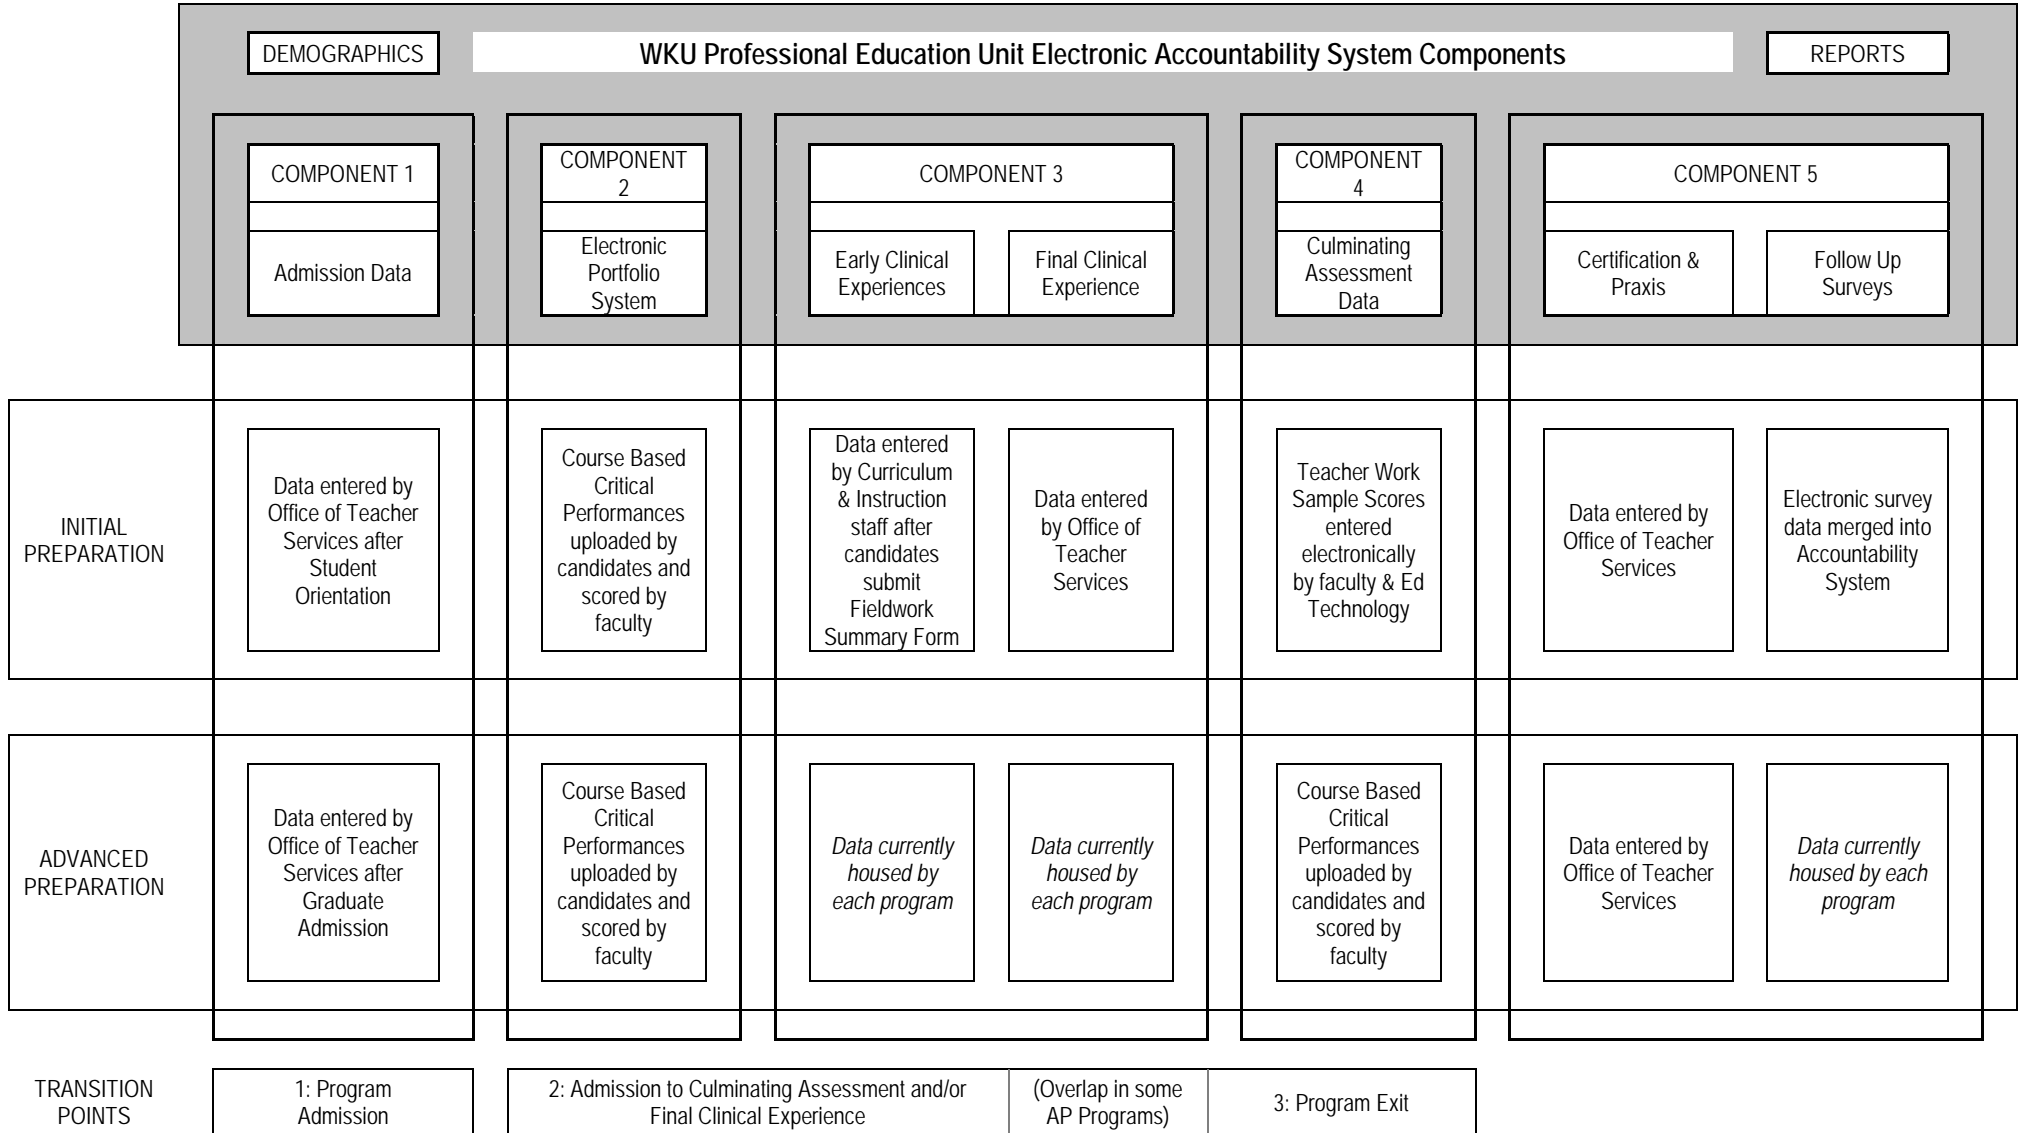 DEMOGRAPHICS
WKU Professional Education Unit Electronic Accountability System Components
REPORTS
COMPONENT 1
COMPONENT
2
COMPONENT 3
COMPONENT
4
COMPONENT 5
Admission Data
Electronic
Portfolio
System
Early Clinical
Experiences
Final Clinical
Experience
Culminating
Assessment
Data
Certification &
Praxis
Follow Up
Surveys
INITIAL
PREPARATION
Data entered by
Office of Teacher
Services after
Student
Orientation
Course Based
Critical
Performances
uploaded by
candidates and
scored by
faculty
Data entered
by Curriculum
& Instruction
staff after
candidates
submit
Fieldwork
Summary Form
Data entered
by Office of
Teacher
Services
Teacher Work
Sample Scores
entered
electronically
by faculty & Ed
Technology
Data entered by
Office of Teacher
Services
Electronic survey
data merged into
Accountability
System
ADVANCED
PREPARATION
Data entered by
Office of Teacher
Services after
Graduate
Admission
Course Based
Critical
Performances
uploaded by
candidates and
scored by
faculty
Data currently
housed by
each program
Data currently
housed by
each program
Course Based
Critical
Performances
uploaded by
candidates and
scored by
faculty
Data entered by
Office of Teacher
Services
Data currently
housed by each
program
TRANSITION
POINTS
1: Program
Admission
2: Admission to Culminating Assessment and/or
Final Clinical Experience
(Overlap in some
AP Programs)
3: Program Exit